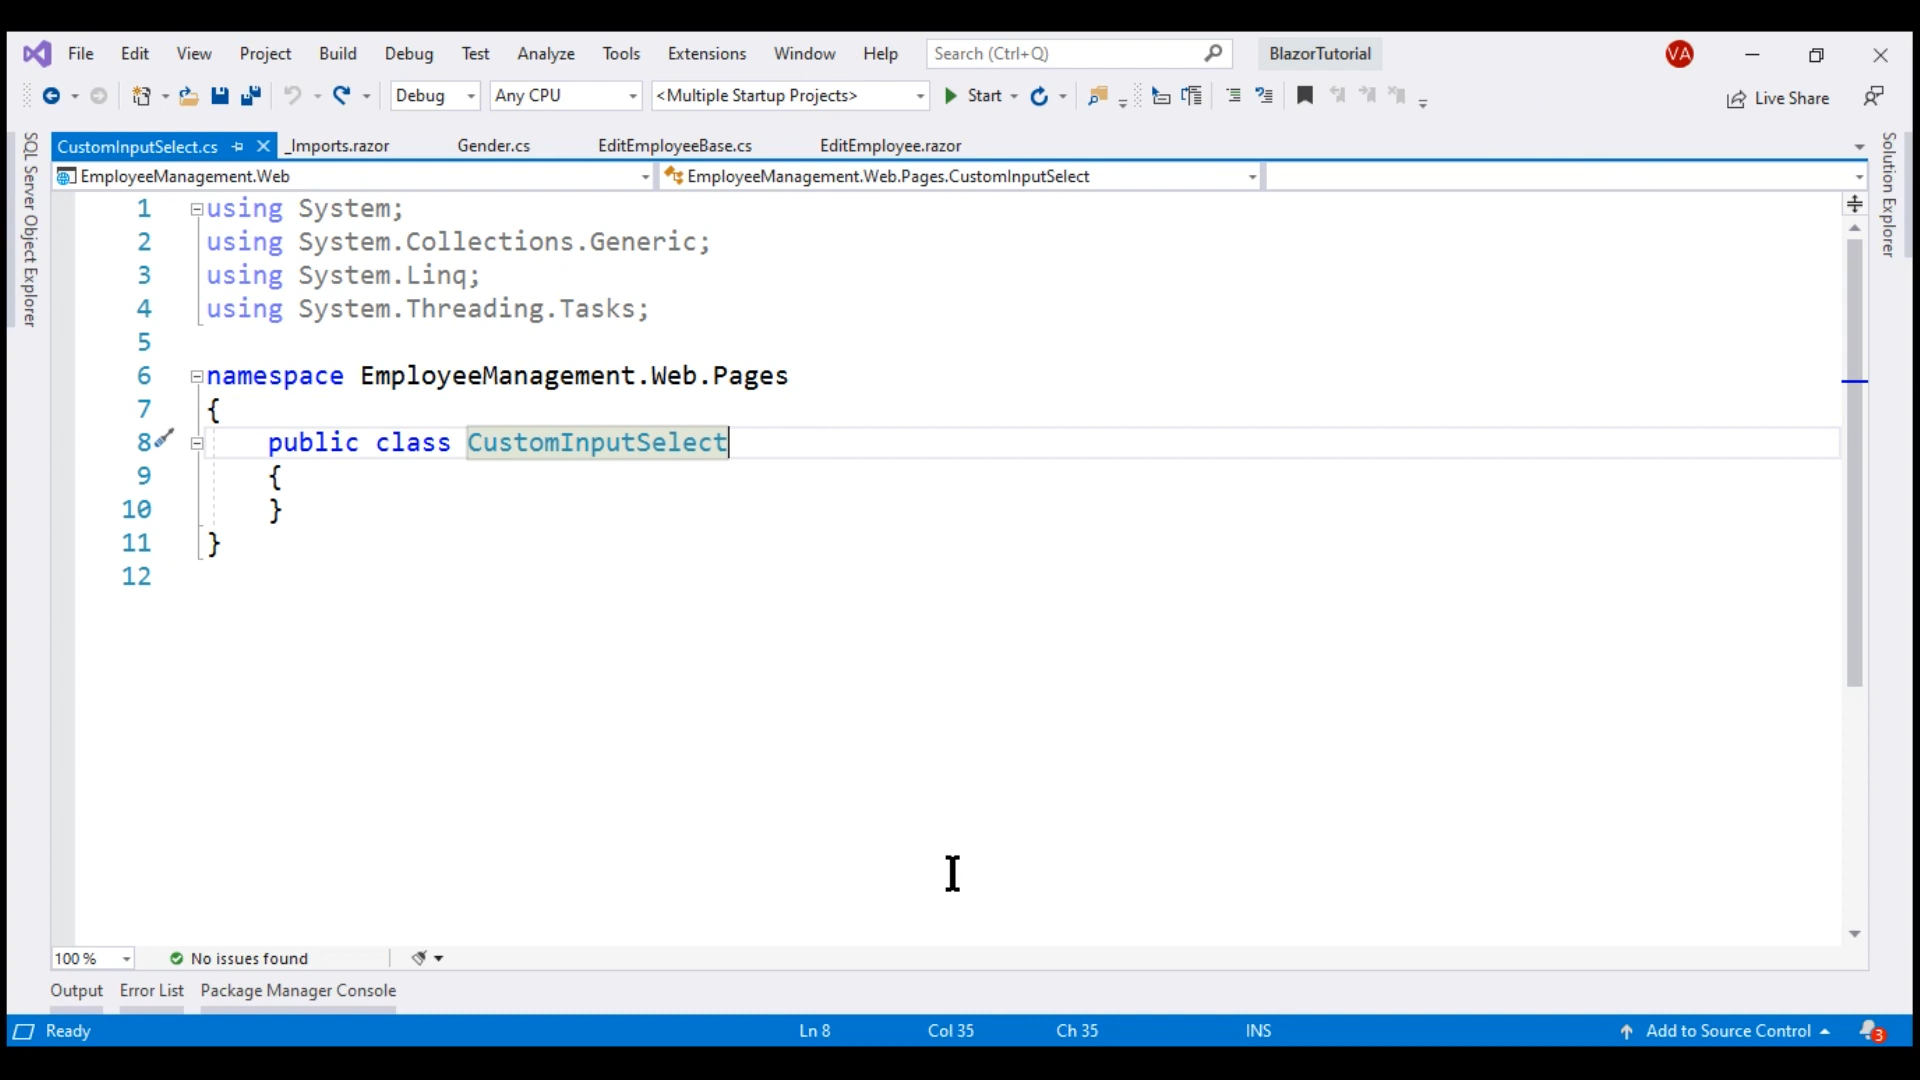 File Edit View Project Build Debug Test Analyze Tools Extensions Window Help Search (Ctrl+Q) BlazorTutorial VA
Debug Any CPU <Multiple Startup Projects> Start Live Share
SQL Server Object Explorer
CustomInputSelect.cs _Imports.razor Gender.cs EditEmployeeBase.cs EditEmployee.razor
Solution Explorer
EmployeeManagement.Web EmployeeManagement.Web.Pages.CustomInputSelect
1 using System;
2 using System.Collections.Generic;
3 using System.Linq;
4 using System.Threading.Tasks;
5
6 namespace EmployeeManagement.Web.Pages
7 {
8 public class CustomInputSelect
9 {
10 }
11 }
12
100 % No issues found
Output Error List Package Manager Console
Ready Ln 8 Col 35 Ch 35 INS Add to Source Control 3